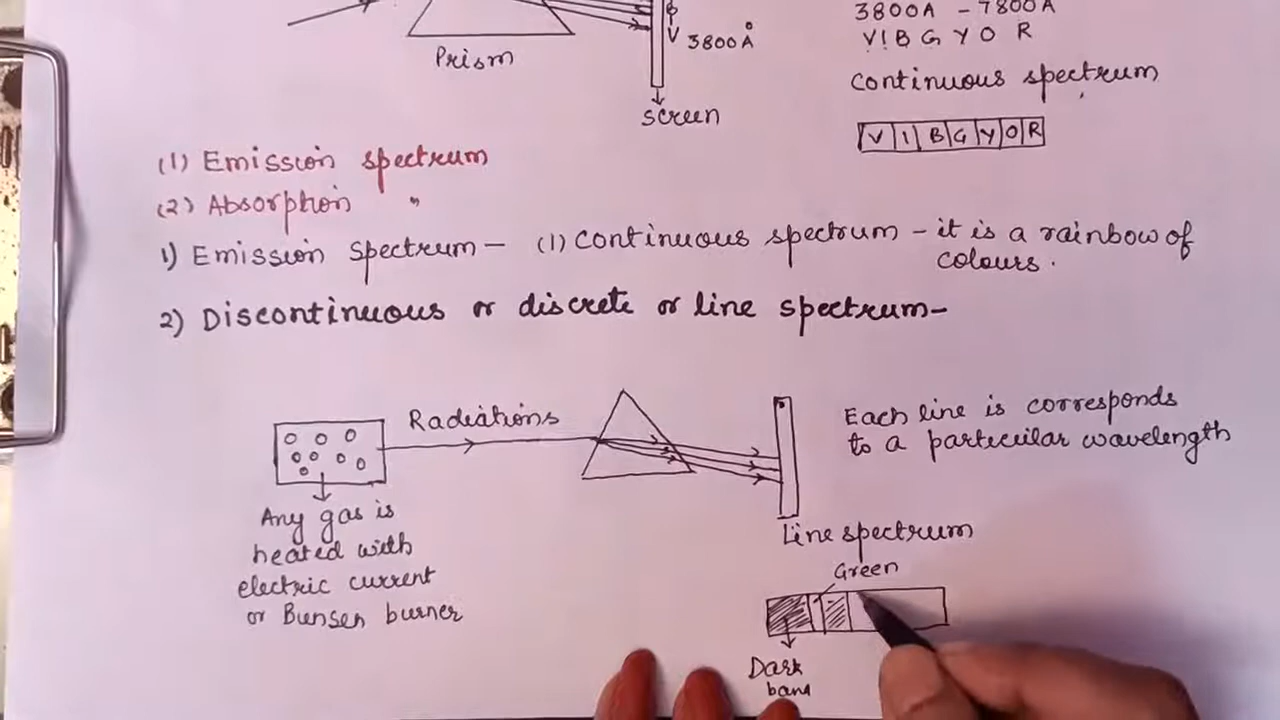 3800A - 7800A
V I B G Y O R
Prism
V 3800 Å
continuous spectrum
screen
V I B G Y O R
(1) Emission spectrum
(2) Absorption "
1) Emission spectrum - (1) continuous spectrum - it is a rainbow of
colours.
2) Discontinuous or discrete or line spectrum-
Radiations
Each line is corresponds
to a particular wavelength
Any gas is
heated with
electric current
or Bunsen burner
Line spectrum
Green
Dark
band